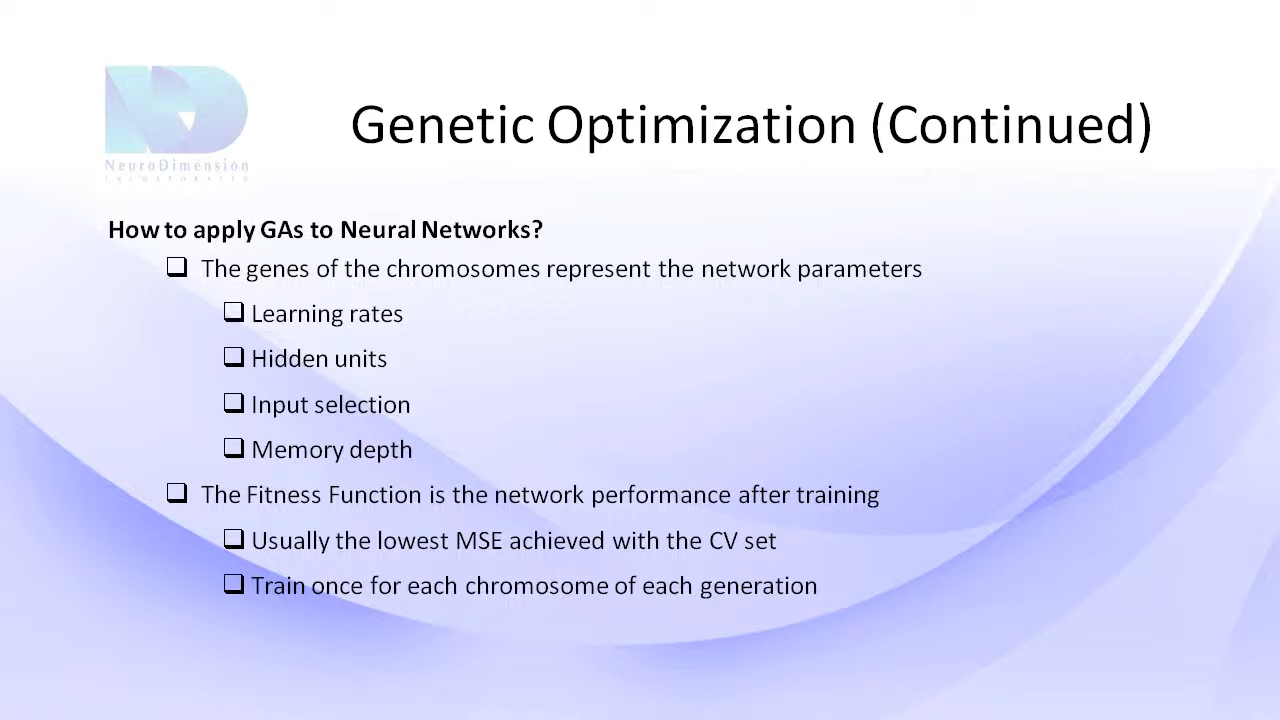 NeuroDimension
INCORPORATED
Genetic Optimization (Continued)
How to apply GAs to Neural Networks?
The genes of the chromosomes represent the network parameters
Learning rates
Hidden units
Input selection
Memory depth
The Fitness Function is the network performance after training
Usually the lowest MSE achieved with the CV set
Train once for each chromosome of each generation